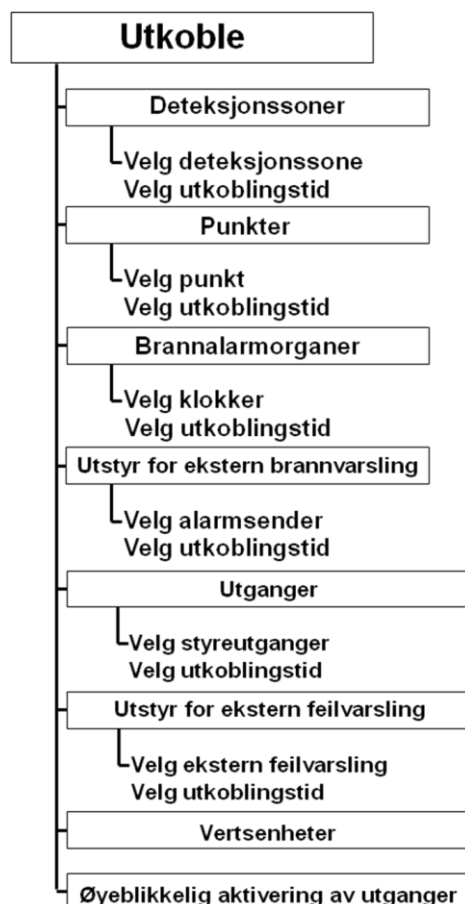 Utkoble
Deteksjonssoner
Velg deteksjonssone
Velg utkoblingstid
Punkter
Velg punkt
Velg utkoblingstid
Brannalarmorganer
Velg klokker
Velg utkoblingstid
Utstyr for ekstern brannvarsling
Velg alarmsender
Velg utkoblingstid
Utganger
Velg styreutganger
Velg utkoblingstid
Utstyr for ekstern feilvarsling
Velg ekstern feilvarsling
Velg utkoblingstid
Vertsenheter
Øyeblikkelig aktivering av utganger